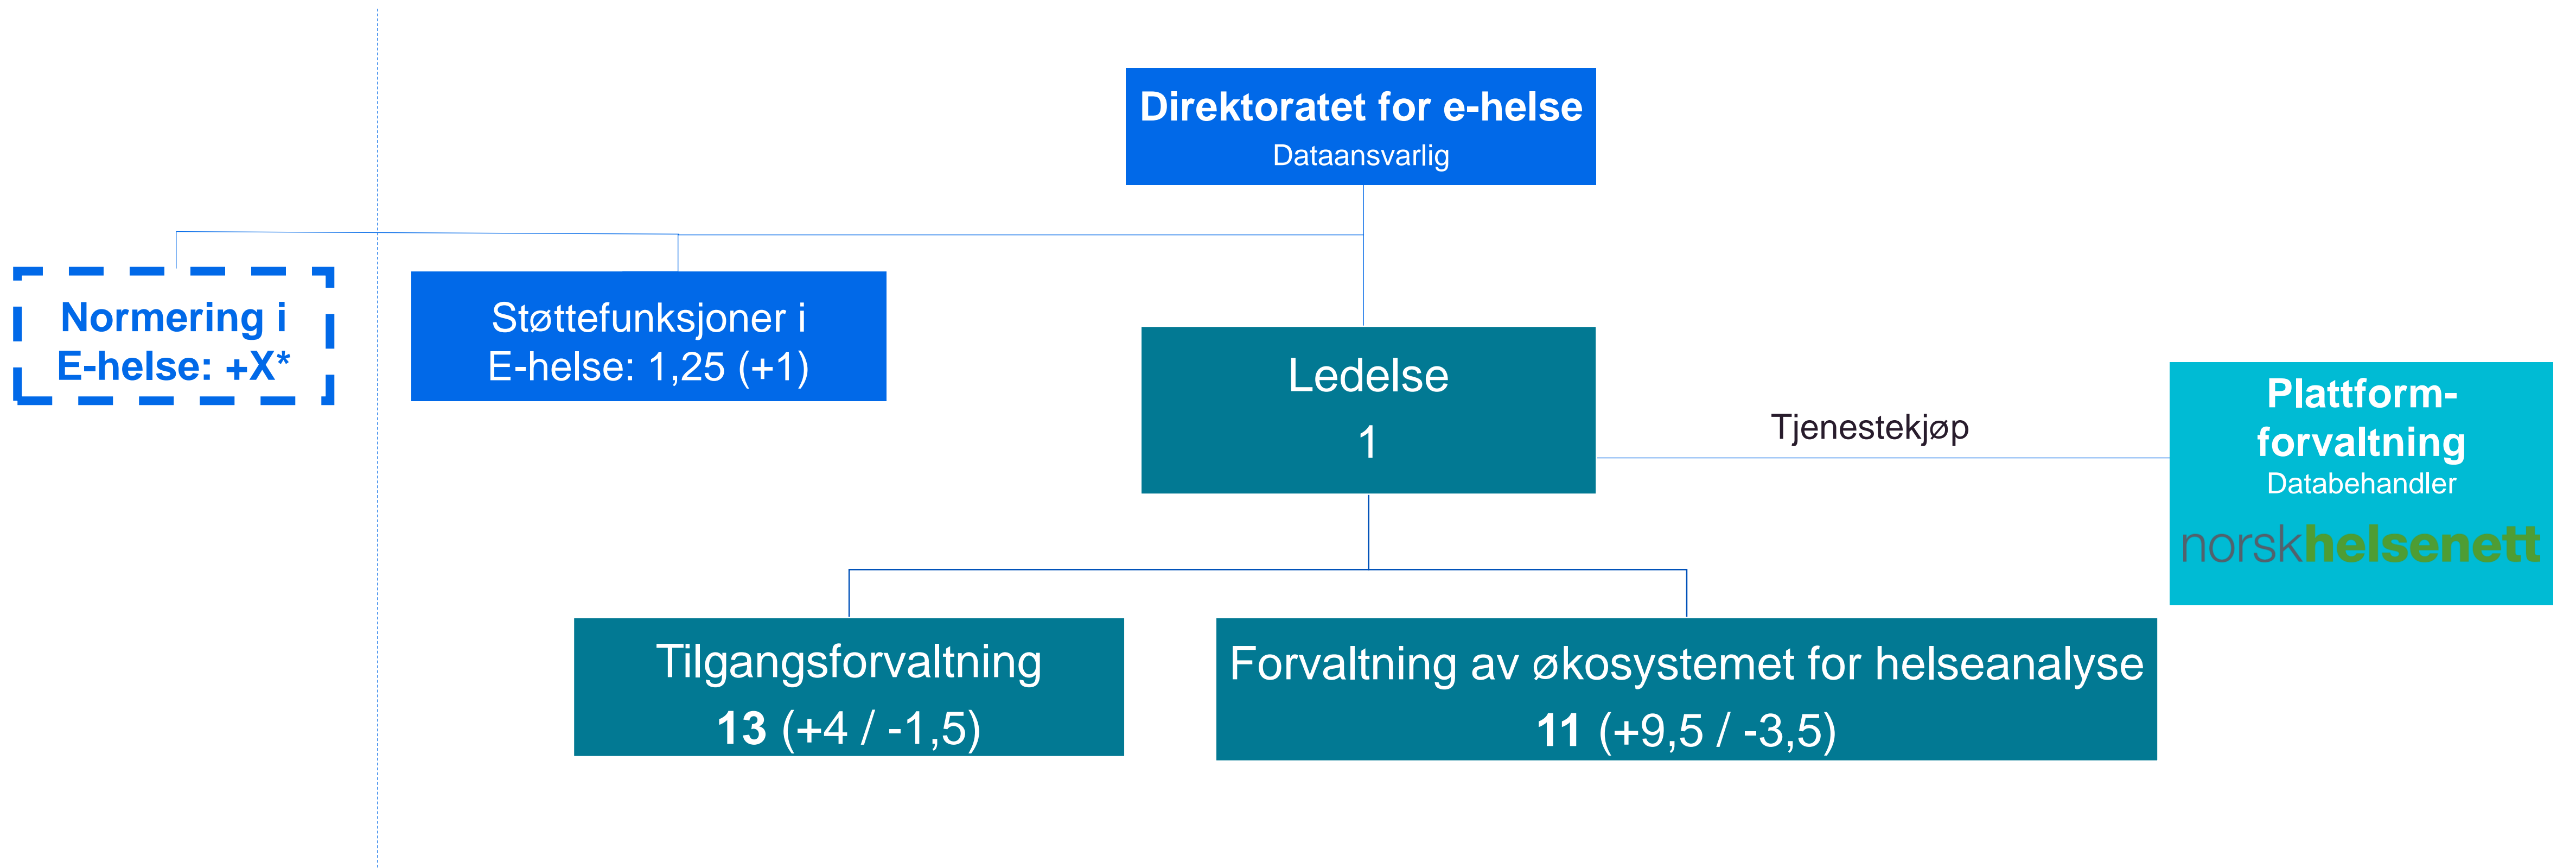 Direktoratet for e-helse
Dataansvarlig
Normering i
E-helse: +X*
Støttefunksjoner i
E-helse: 1,25 (+1)
Ledelse
1
Tjenestekjøp
Plattform-
forvaltning
Databehandler
norskhelsenett
Tilgangsforvaltning
13 (+4 / -1,5)
Forvaltning av økosystemet for helseanalyse
11 (+9,5 / -3,5)